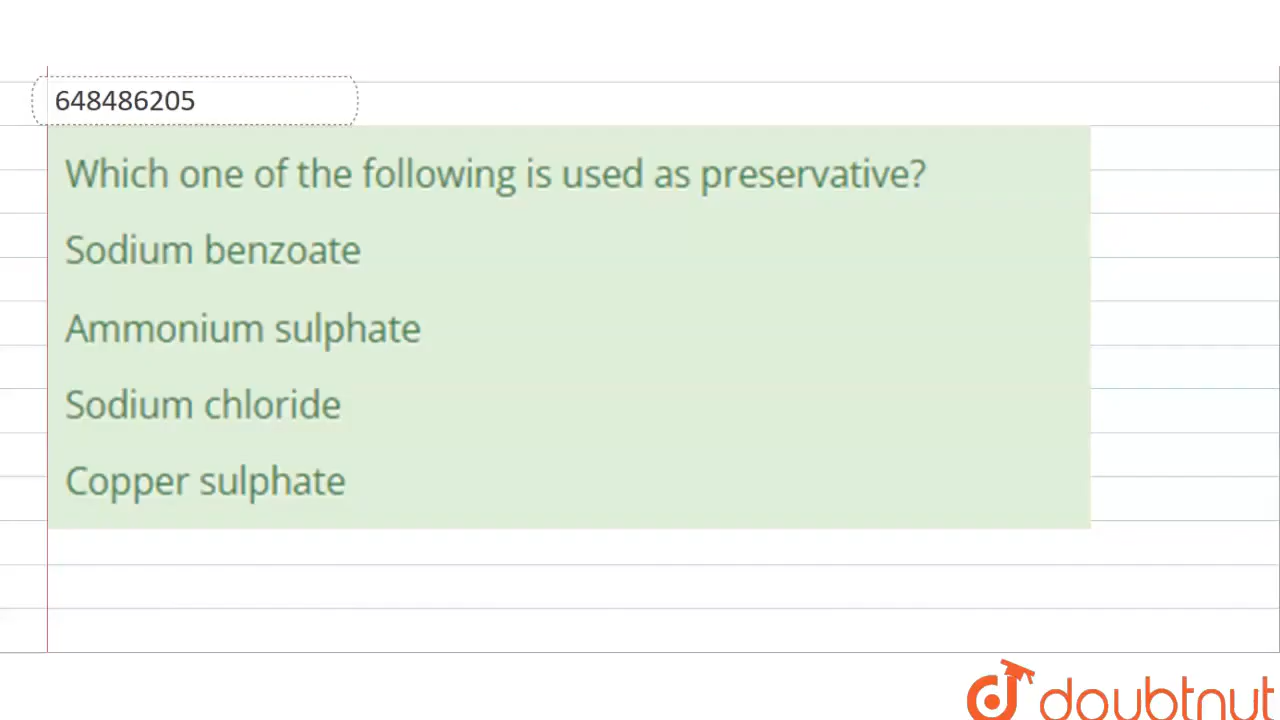 648486205
Which one of the following is used as preservative?
Sodium benzoate
Ammonium sulphate
Sodium chloride
Copper sulphate
doubtnut